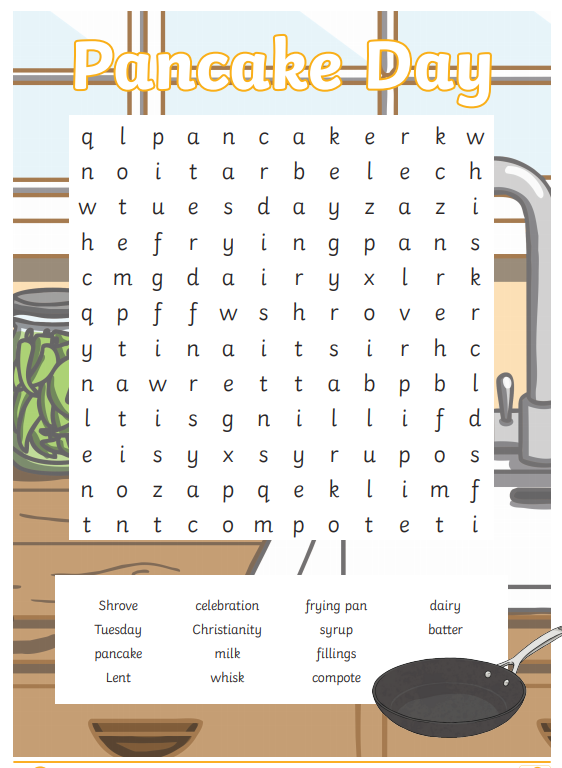 Pancake Day
q l p a n c a k e r k w
n o i t a r b e l e c h
w t u e s d a y z a z i
h e f r y i n g p a n s
c m g d a i r y x l r k
q p f f w s h r o v e r
y t i n a i t s i r h c
n a w r e t t a b p b l
l t i s g n i l l i f d
e i s y x s y r u p o s
n o z a p q e k l i m f
t n t c o m p o t e t i
Shrove celebration frying pan dairy
Tuesday Christianity syrup batter
pancake milk fillings
Lent whisk compote